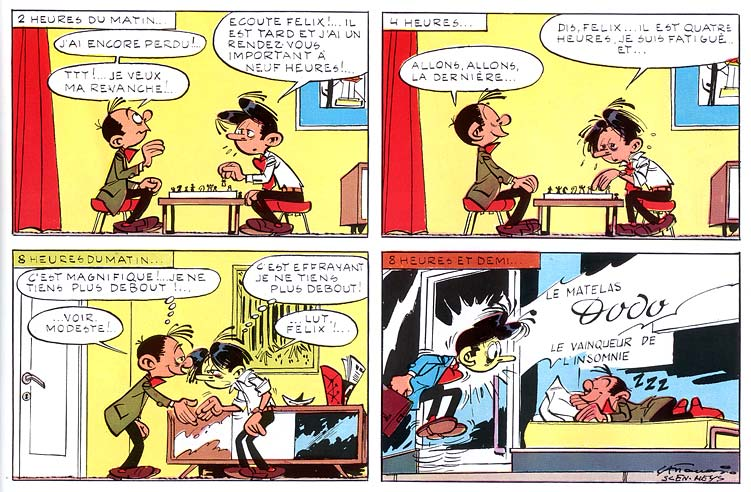 2 HEURES DU MATIN...
J'AI ENCORE PERDU!..
TTT!... JE VEUX
MA REVANCHE!..
ECOUTE FELIX!... IL
EST TARD ET J'AI UN
RENDEZ-VOUS
IMPORTANT À
NEUF HEURES!...
4 HEURES...
ALLONS, ALLONS,
LA DERNIÈRE...
DIS, FELIX... IL EST QUATRE
HEURES, JE SUIS FATIGUÉ..
ET...
8 HEURES DU MATIN...
C'EST MAGNIFIQUE!... JE NE
TIENS PLUS DEBOUT!...
...VOIR,
MODESTE!..
C'EST EFFRAYANT
JE NE TIENS
PLUS DEBOUT!
...LUT,
FÉLIX!...
8 HEURES ET DEMI...
LE MATELAS
Dodo
LE VAINQUEUR DE
L'INSOMNIE
ZZZ
SCEN-HEYS